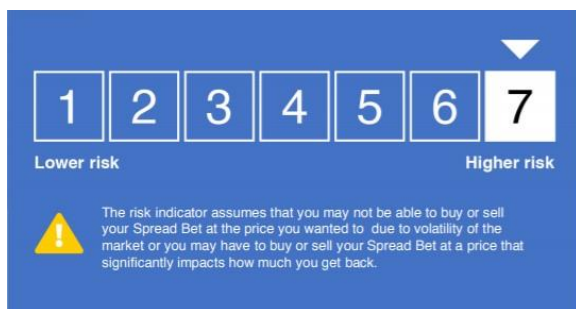 1 2 3 4 5 6 7
Lower risk Higher risk
The risk indicator assumes that you may not be able to buy or sell
your Spread Bet at the price you wanted to due to volatility of the
market or you may have to buy or sell your Spread Bet at a price that
significantly impacts how much you get back.